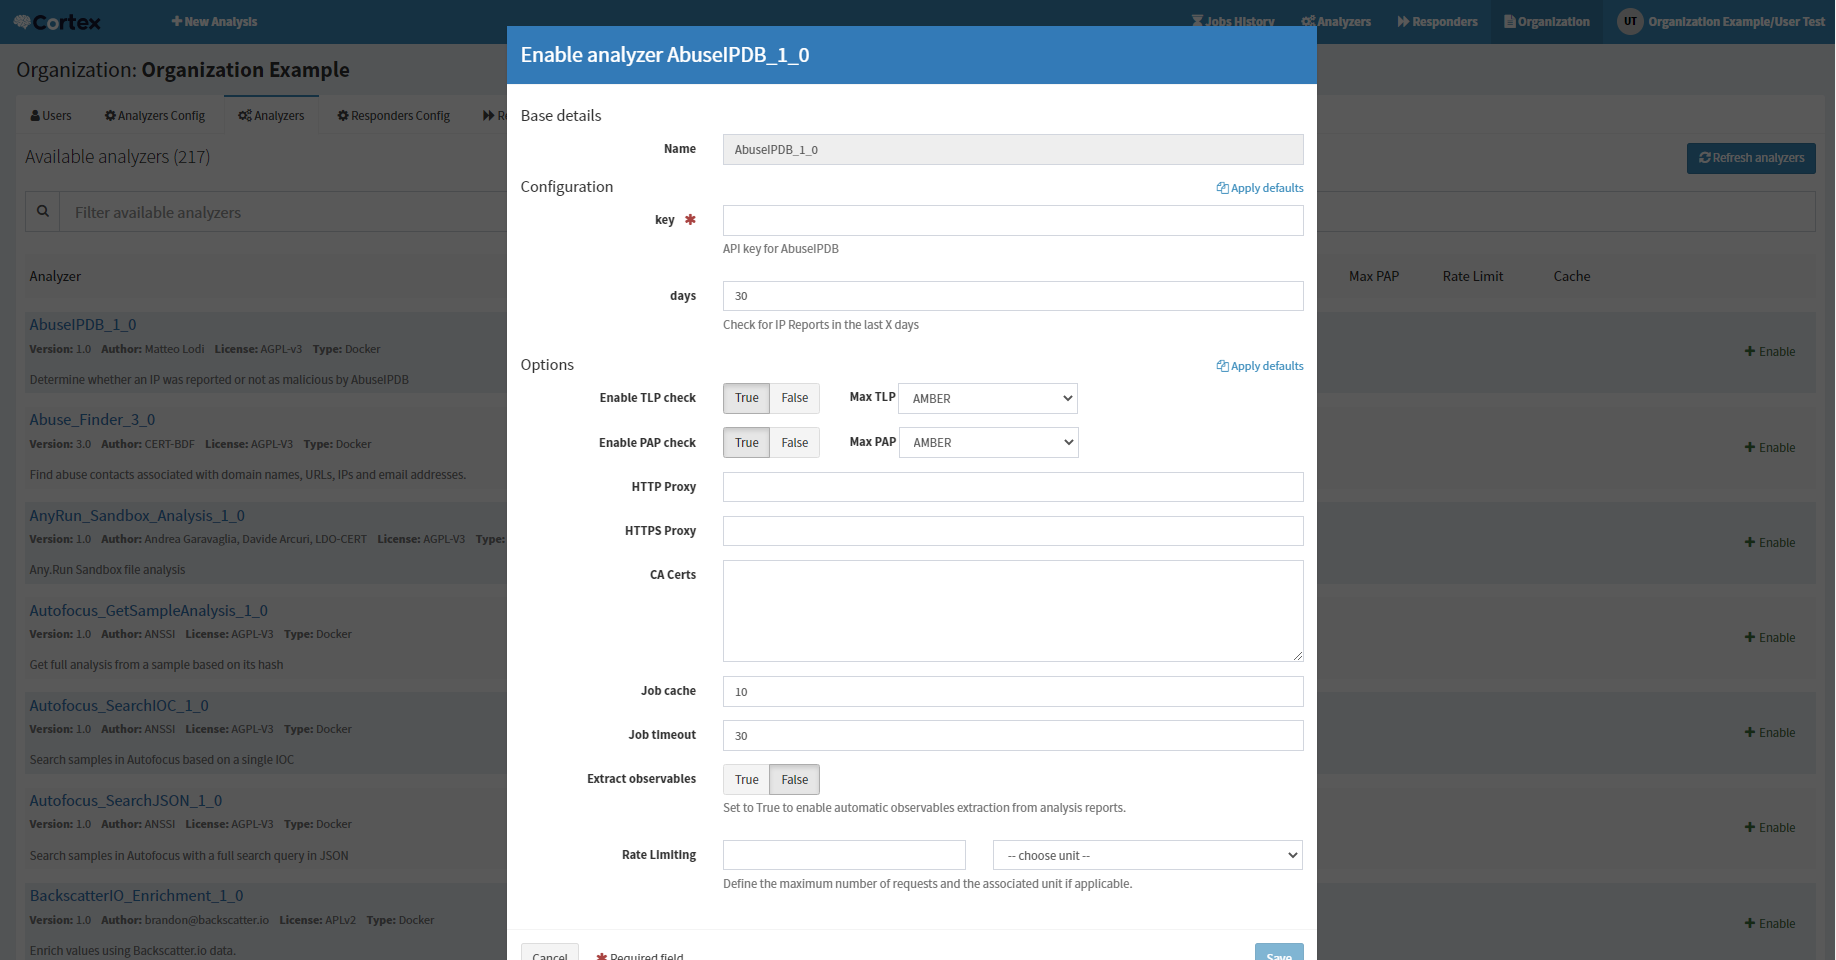 Cortex
New Analysis
Jobs History
Analyzers
Responders
Organization
UT
Organization Example/User Test
Organization: Organization Example
Users
Analyzers Config
Analyzers
Responders Config
Available analyzers (217)
Refresh analyzers
Filter available analyzers
Analyzer
Max PAP
Rate Limit
Cache
AbuseIPDB_1_0
Version: 1.0 Author: Matteo Lodi License: AGPL-v3 Type: Docker
Determine whether an IP was reported or not as malicious by AbuseIPDB
Enable
Abuse_Finder_3_0
Version: 3.0 Author: CERT-BDF License: AGPL-V3 Type: Docker
Find abuse contacts associated with domain names, URLs, IPs and email addresses.
Enable
AnyRun_Sandbox_Analysis_1_0
Version: 1.0 Author: Andrea Garavaglia, Davide Arcuri, LDO-CERT License: AGPL-V3 Type:
Any.Run Sandbox file analysis
Enable
Autofocus_GetSampleAnalysis_1_0
Version: 1.0 Author: ANSSI License: AGPL-V3 Type: Docker
Get full analysis from a sample based on its hash
Enable
Autofocus_SearchIOC_1_0
Version: 1.0 Author: ANSSI License: AGPL-V3 Type: Docker
Search samples in Autofocus based on a single IOC
Enable
Autofocus_SearchJSON_1_0
Version: 1.0 Author: ANSSI License: AGPL-V3 Type: Docker
Search samples in Autofocus with a full search query in JSON
Enable
BackscatterIO_Enrichment_1_0
Version: 1.0 Author: brandon@backscatter.io License: APLv2 Type: Docker
Enrich values using Backscatter.io data.
Enable
Enable analyzer AbuseIPDB_1_0
Base details
Name
AbuseIPDB_1_0
Configuration
Apply defaults
key
API key for AbuseIPDB
days
30
Check for IP Reports in the last X days
Options
Apply defaults
Enable TLP check
True
False
Max TLP
AMBER
Enable PAP check
True
False
Max PAP
AMBER
HTTP Proxy
HTTPS Proxy
CA Certs
Job cache
10
Job timeout
30
Extract observables
True
False
Set to True to enable automatic observables extraction from analysis reports.
Rate Limiting
-- choose unit --
Define the maximum number of requests and the associated unit if applicable.
Cancel
Required field
Save